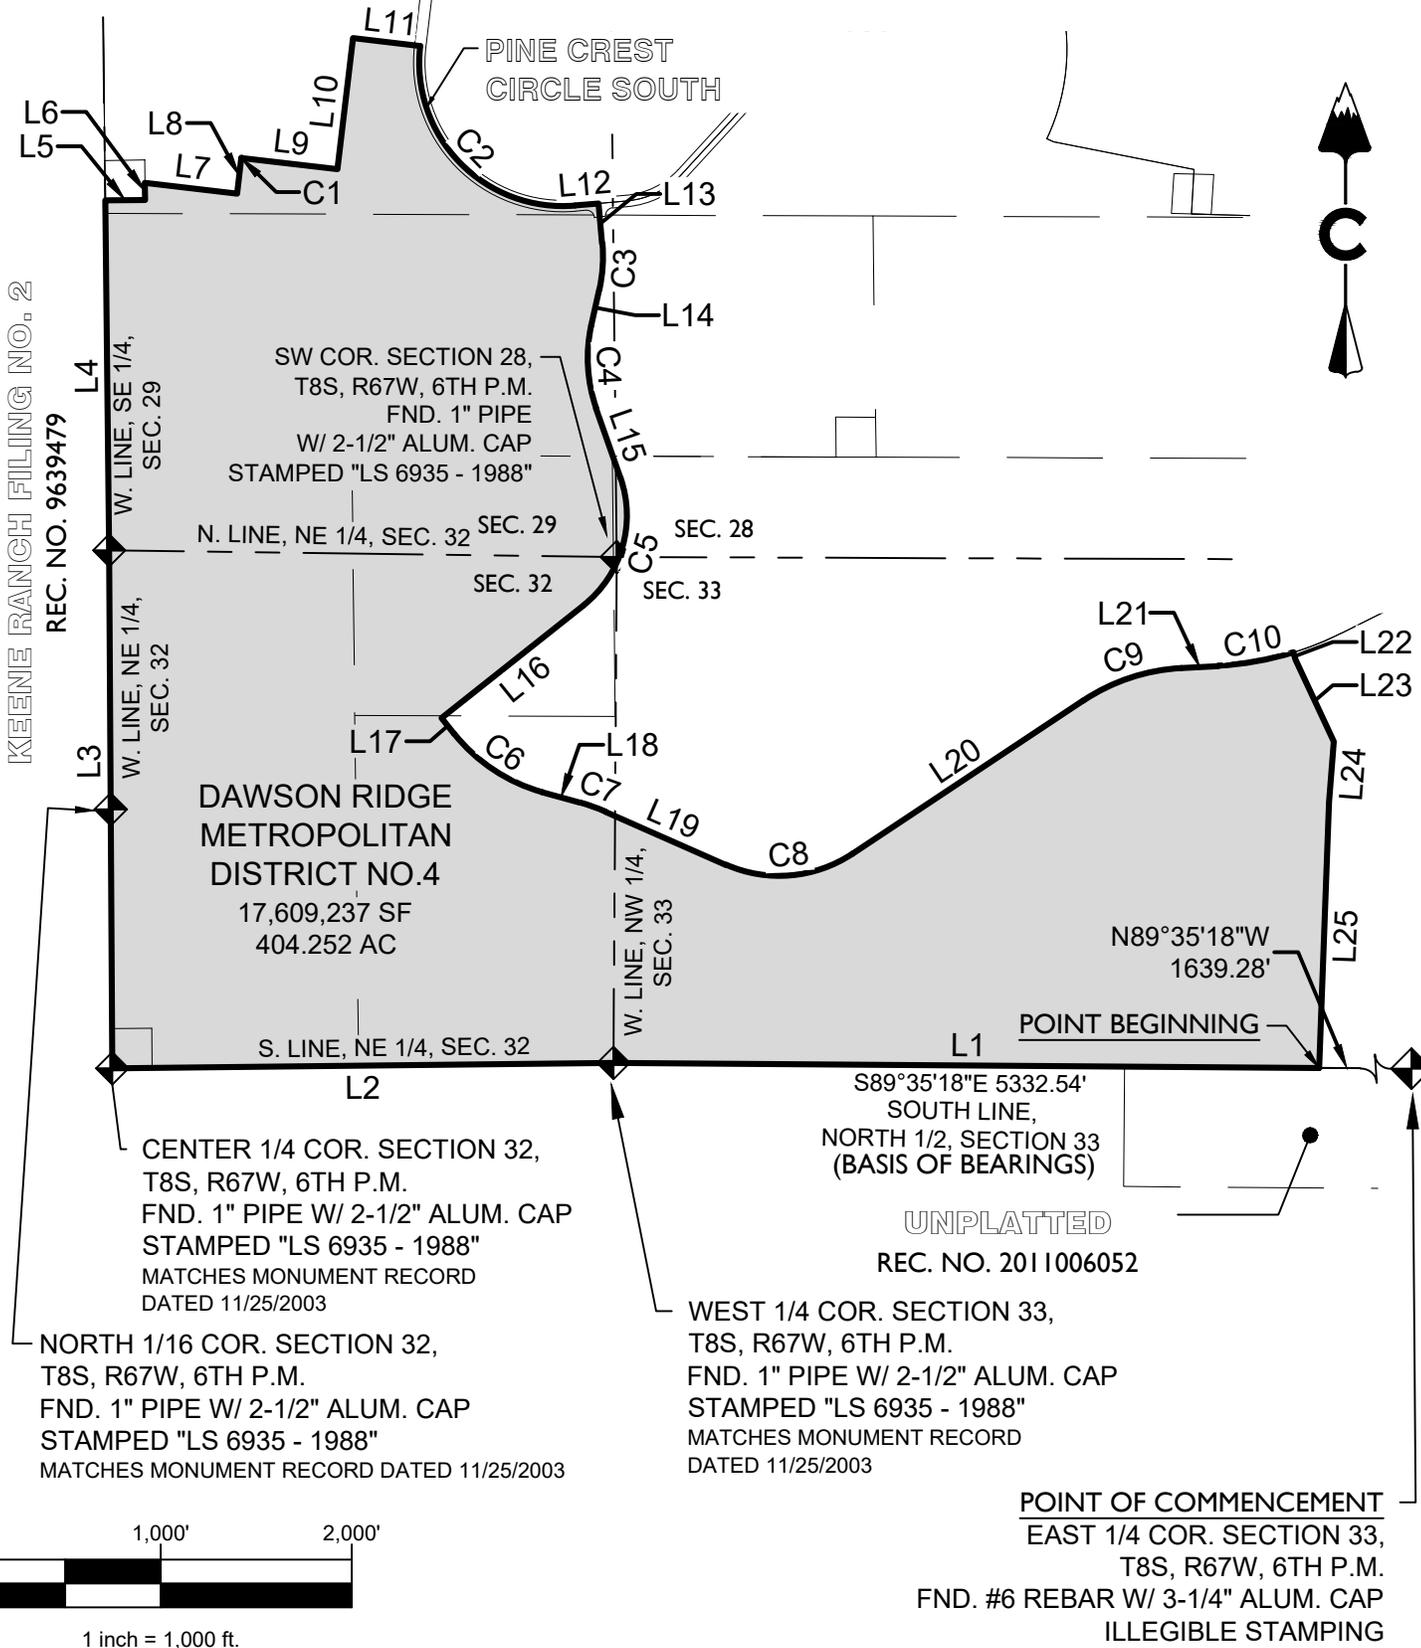 L11
PINE CREST
CIRCLE SOUTH
L10
L6
L5
L8
L9
L7
C1
C2
L12
L13
C3
L14
C
KEENE RANCH FILING NO. 2
REC. NO. 9639479
L4
W. LINE, SE 1/4,
SEC. 29
SW COR. SECTION 28,
T8S, R67W, 6TH P.M.
FND. 1" PIPE
W/ 2-1/2" ALUM. CAP
STAMPED "LS 6935 - 1988"
C4
L15
N. LINE, NE 1/4, SEC. 32
SEC. 29
SEC. 28
C5
SEC. 32
SEC. 33
L3
W. LINE, NE 1/4,
SEC. 32
L16
L17
C6
L18
C7
L19
C8
L20
C9
L21
C10
L22
L23
L24
L25
DAWSON RIDGE
METROPOLITAN
DISTRICT NO.4
17,609,237 SF
404.252 AC
W. LINE, NW 1/4,
SEC. 33
N89°35'18"W
1639.28'
POINT BEGINNING
S. LINE, NE 1/4, SEC. 32
L2
L1
S89°35'18"E 5332.54'
SOUTH LINE,
NORTH 1/2, SECTION 33
(BASIS OF BEARINGS)
UNPLATTED
REC. NO. 2011006052
CENTER 1/4 COR. SECTION 32,
T8S, R67W, 6TH P.M.
FND. 1" PIPE W/ 2-1/2" ALUM. CAP
STAMPED "LS 6935 - 1988"
MATCHES MONUMENT RECORD
DATED 11/25/2003
NORTH 1/16 COR. SECTION 32,
T8S, R67W, 6TH P.M.
FND. 1" PIPE W/ 2-1/2" ALUM. CAP
STAMPED "LS 6935 - 1988"
MATCHES MONUMENT RECORD DATED 11/25/2003
WEST 1/4 COR. SECTION 33,
T8S, R67W, 6TH P.M.
FND. 1" PIPE W/ 2-1/2" ALUM. CAP
STAMPED "LS 6935 - 1988"
MATCHES MONUMENT RECORD
DATED 11/25/2003
POINT OF COMMENCEMENT
EAST 1/4 COR. SECTION 33,
T8S, R67W, 6TH P.M.
FND. #6 REBAR W/ 3-1/4" ALUM. CAP
ILLEGIBLE STAMPING
1,000' 2,000'
1 inch = 1,000 ft.